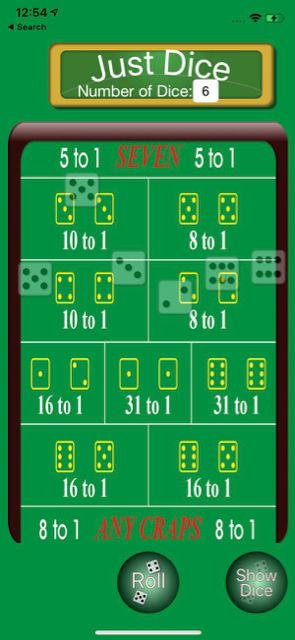 12:54
Search
Just Dice
Number of Dice: 6
5 to 1 SEVEN 5 to 1
10 to 1 8 to 1
10 to 1 8 to 1
16 to 1 31 to 1 31 to 1
16 to 1 16 to 1
8 to 1 ANY CRAPS 8 to 1
Roll Show
Dice